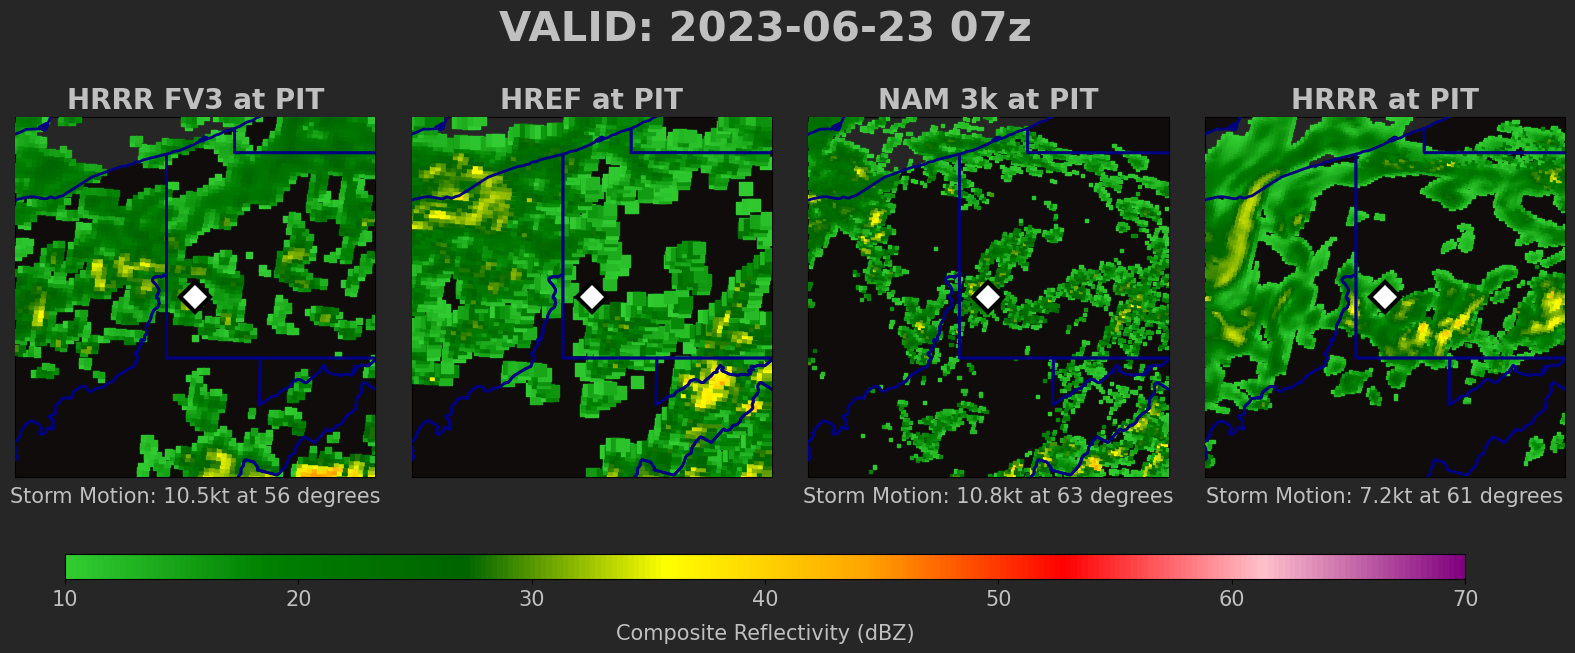 VALID: 2023-06-23 07z
HRRR FV3 at PIT
HREF at PIT
NAM 3k at PIT
HRRR at PIT
Storm Motion: 10.5kt at 56 degrees
Storm Motion: 10.8kt at 63 degrees
Storm Motion: 7.2kt at 61 degrees
10 20 30 40 50 60 70
Composite Reflectivity (dBZ)